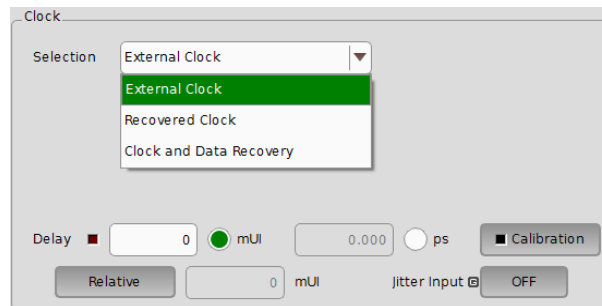 Clock
Selection External Clock
External Clock
Recovered Clock
Clock and Data Recovery
Delay 0 mUI 0.000 ps Calibration
Relative 0 mUI Jitter Input G OFF